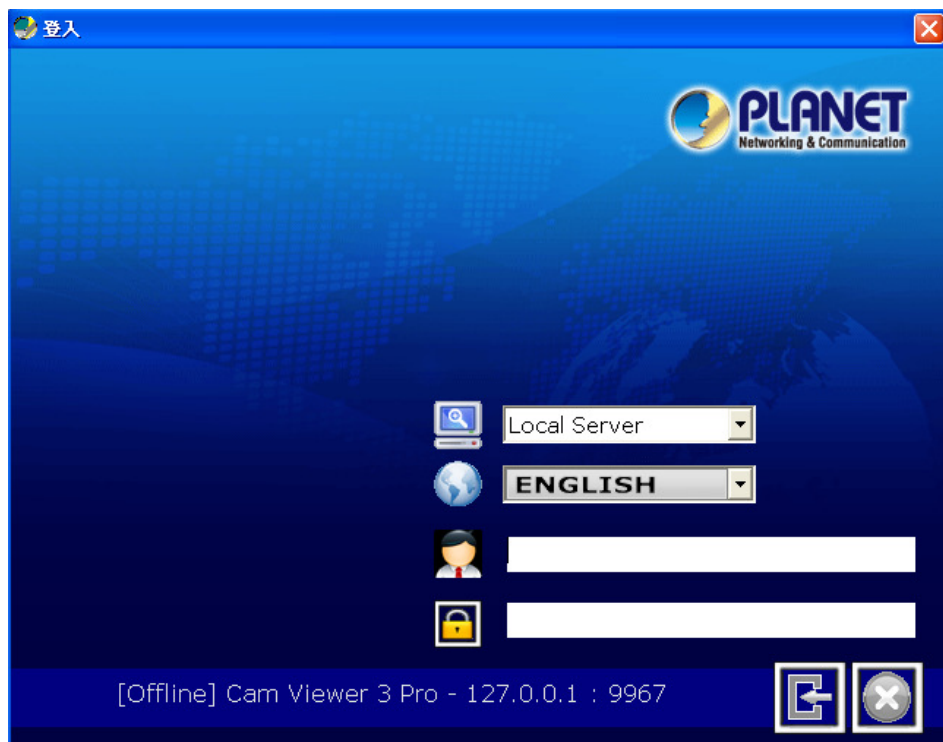 登入
PLANET
Networking & Communication
Local Server
ENGLISH
[Offline] Cam Viewer 3 Pro - 127.0.0.1 : 9967